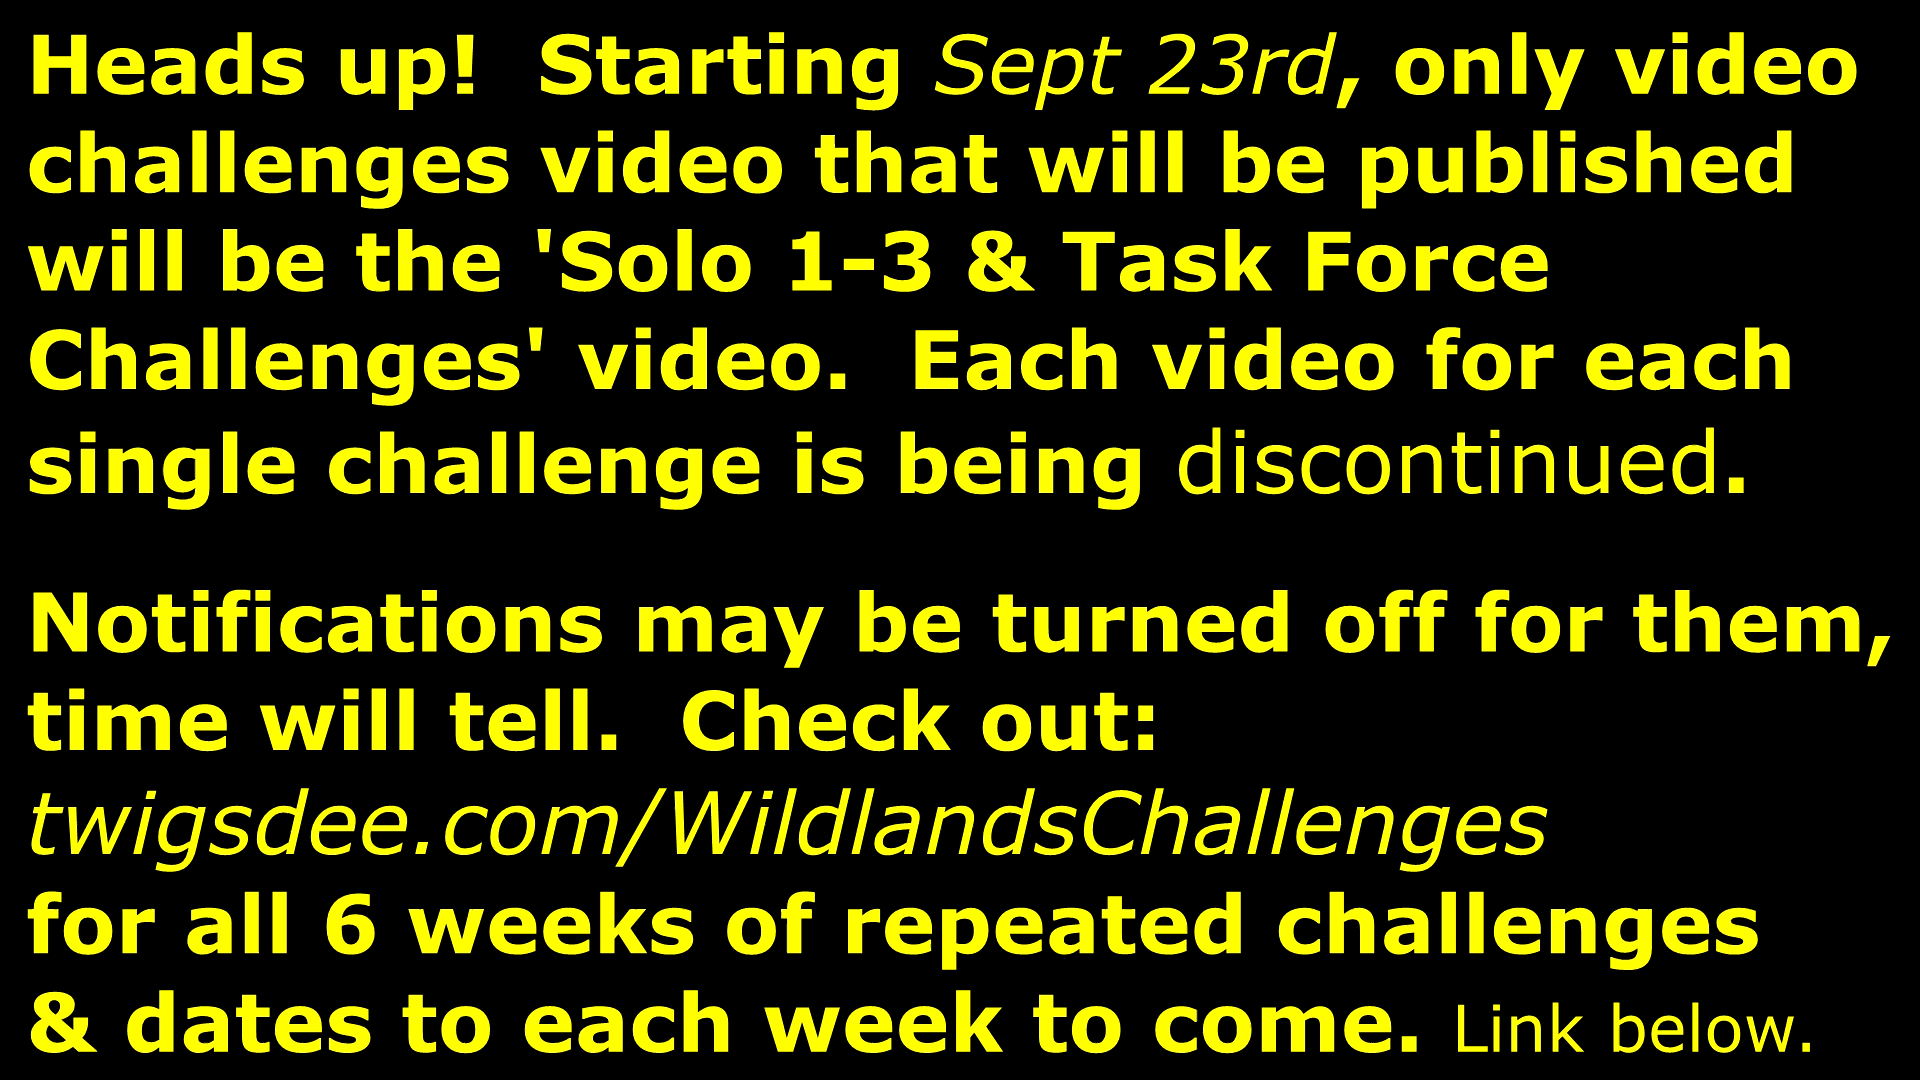 Heads up!  Starting Sept 23rd, only video
challenges video that will be published
will be the 'Solo 1-3 & Task Force
Challenges' video.  Each video for each
single challenge is being discontinued.
Notifications may be turned off for them,
time will tell.  Check out:
twigsdee.com/WildlandsChallenges
for all 6 weeks of repeated challenges
& dates to each week to come. Link below.